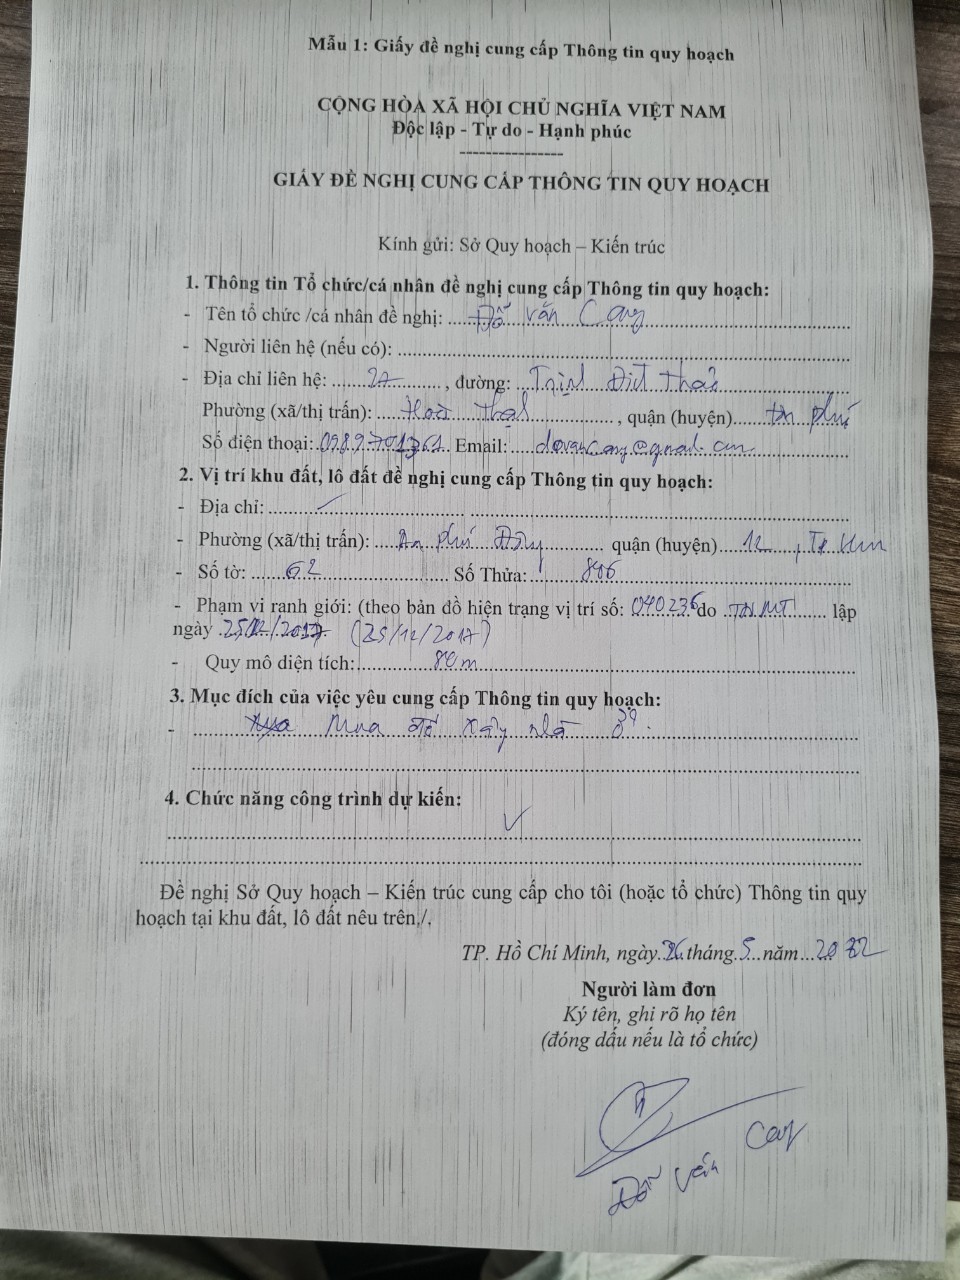 Mẫu 1: Giấy đề nghị cung cấp Thông tin quy hoạch
CỘNG HÒA XÃ HỘI CHỦ NGHĨA VIỆT NAM
Độc lập - Tự do - Hạnh phúc
----------------
GIẤY ĐỀ NGHỊ CUNG CẤP THÔNG TIN QUY HOẠCH
Kính gửi: Sở Quy hoạch – Kiến trúc
1. Thông tin Tổ chức/cá nhân đề nghị cung cấp Thông tin quy hoạch:
- Tên tổ chức /cá nhân đề nghị: Đỗ Văn Cay
- Người liên hệ (nếu có):
- Địa chỉ liên hệ: 27, đường: Trịnh Đình Thảo
Phường (xã/thị trấn): Hoà Thạnh, quận (huyện) tân phú
Số điện thoại: Email: dovancay@gmail.com
2. Vị trí khu đất, lô đất đề nghị cung cấp Thông tin quy hoạch:
- Địa chỉ:
- Phường (xã/thị trấn): An Phú Đông quận (huyện) 12, Tp Hcm
- Số tờ: 62 Số Thửa: 806
- Phạm vi ranh giới: (theo bản đồ hiện trạng vị trí số: 040236 do TNMT lập
ngày (25/12/2017)
- Quy mô diện tích: 80m
3. Mục đích của việc yêu cung cấp Thông tin quy hoạch:
- Mua để xây nhà ở.
4. Chức năng công trình dự kiến:
Đề nghị Sở Quy hoạch – Kiến trúc cung cấp cho tôi (hoặc tổ chức) Thông tin quy
hoạch tại khu đất, lô đất nêu trên./.
TP. Hồ Chí Minh, ngày 26 tháng 5 năm 2022
Người làm đơn
Ký tên, ghi rõ họ tên
(đóng dấu nếu là tổ chức)
Đỗ Văn Cay